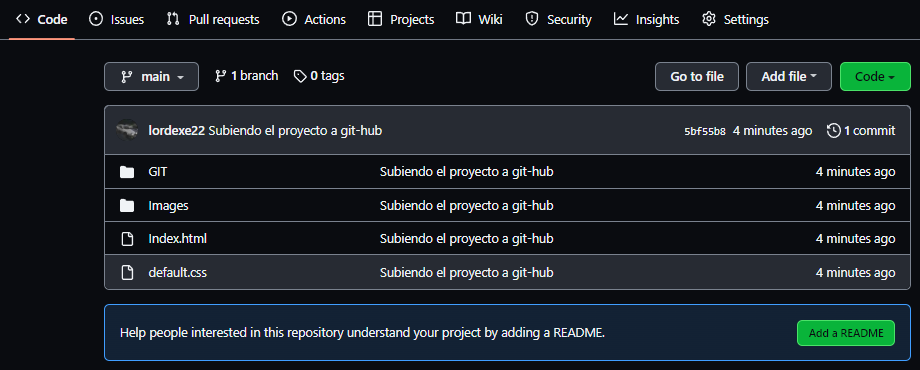 Code Issues Pull requests Actions Projects Wiki Security Insights Settings
main 1 branch 0 tags Go to file Add file Code
lordexe22 Subiendo el proyecto a git-hub 5bf55b8 4 minutes ago 1 commit
GIT Subiendo el proyecto a git-hub 4 minutes ago
Images Subiendo el proyecto a git-hub 4 minutes ago
Index.html Subiendo el proyecto a git-hub 4 minutes ago
default.css Subiendo el proyecto a git-hub 4 minutes ago
Help people interested in this repository understand your project by adding a README. Add a README